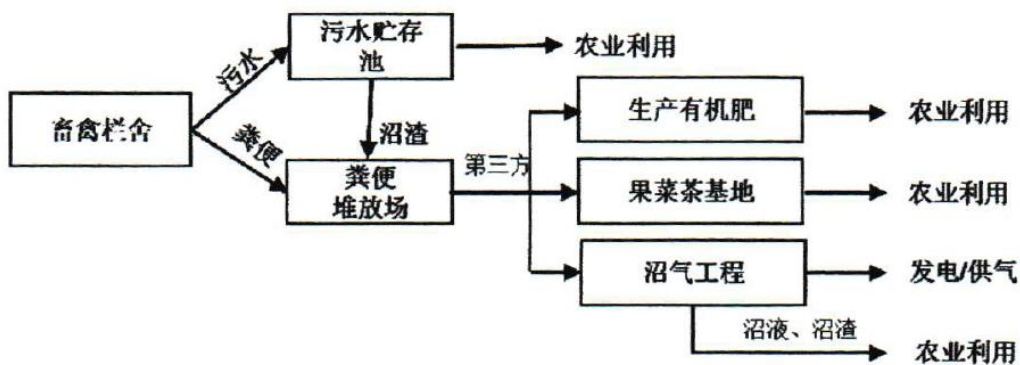 污水贮存
池
农业利用
污水
畜禽栏舍
粪便
沼渣
生产有机肥
农业利用
粪便
堆放场
第三方
果菜茶基地
农业利用
沼气工程
发电/供气
沼液、沼渣
农业利用